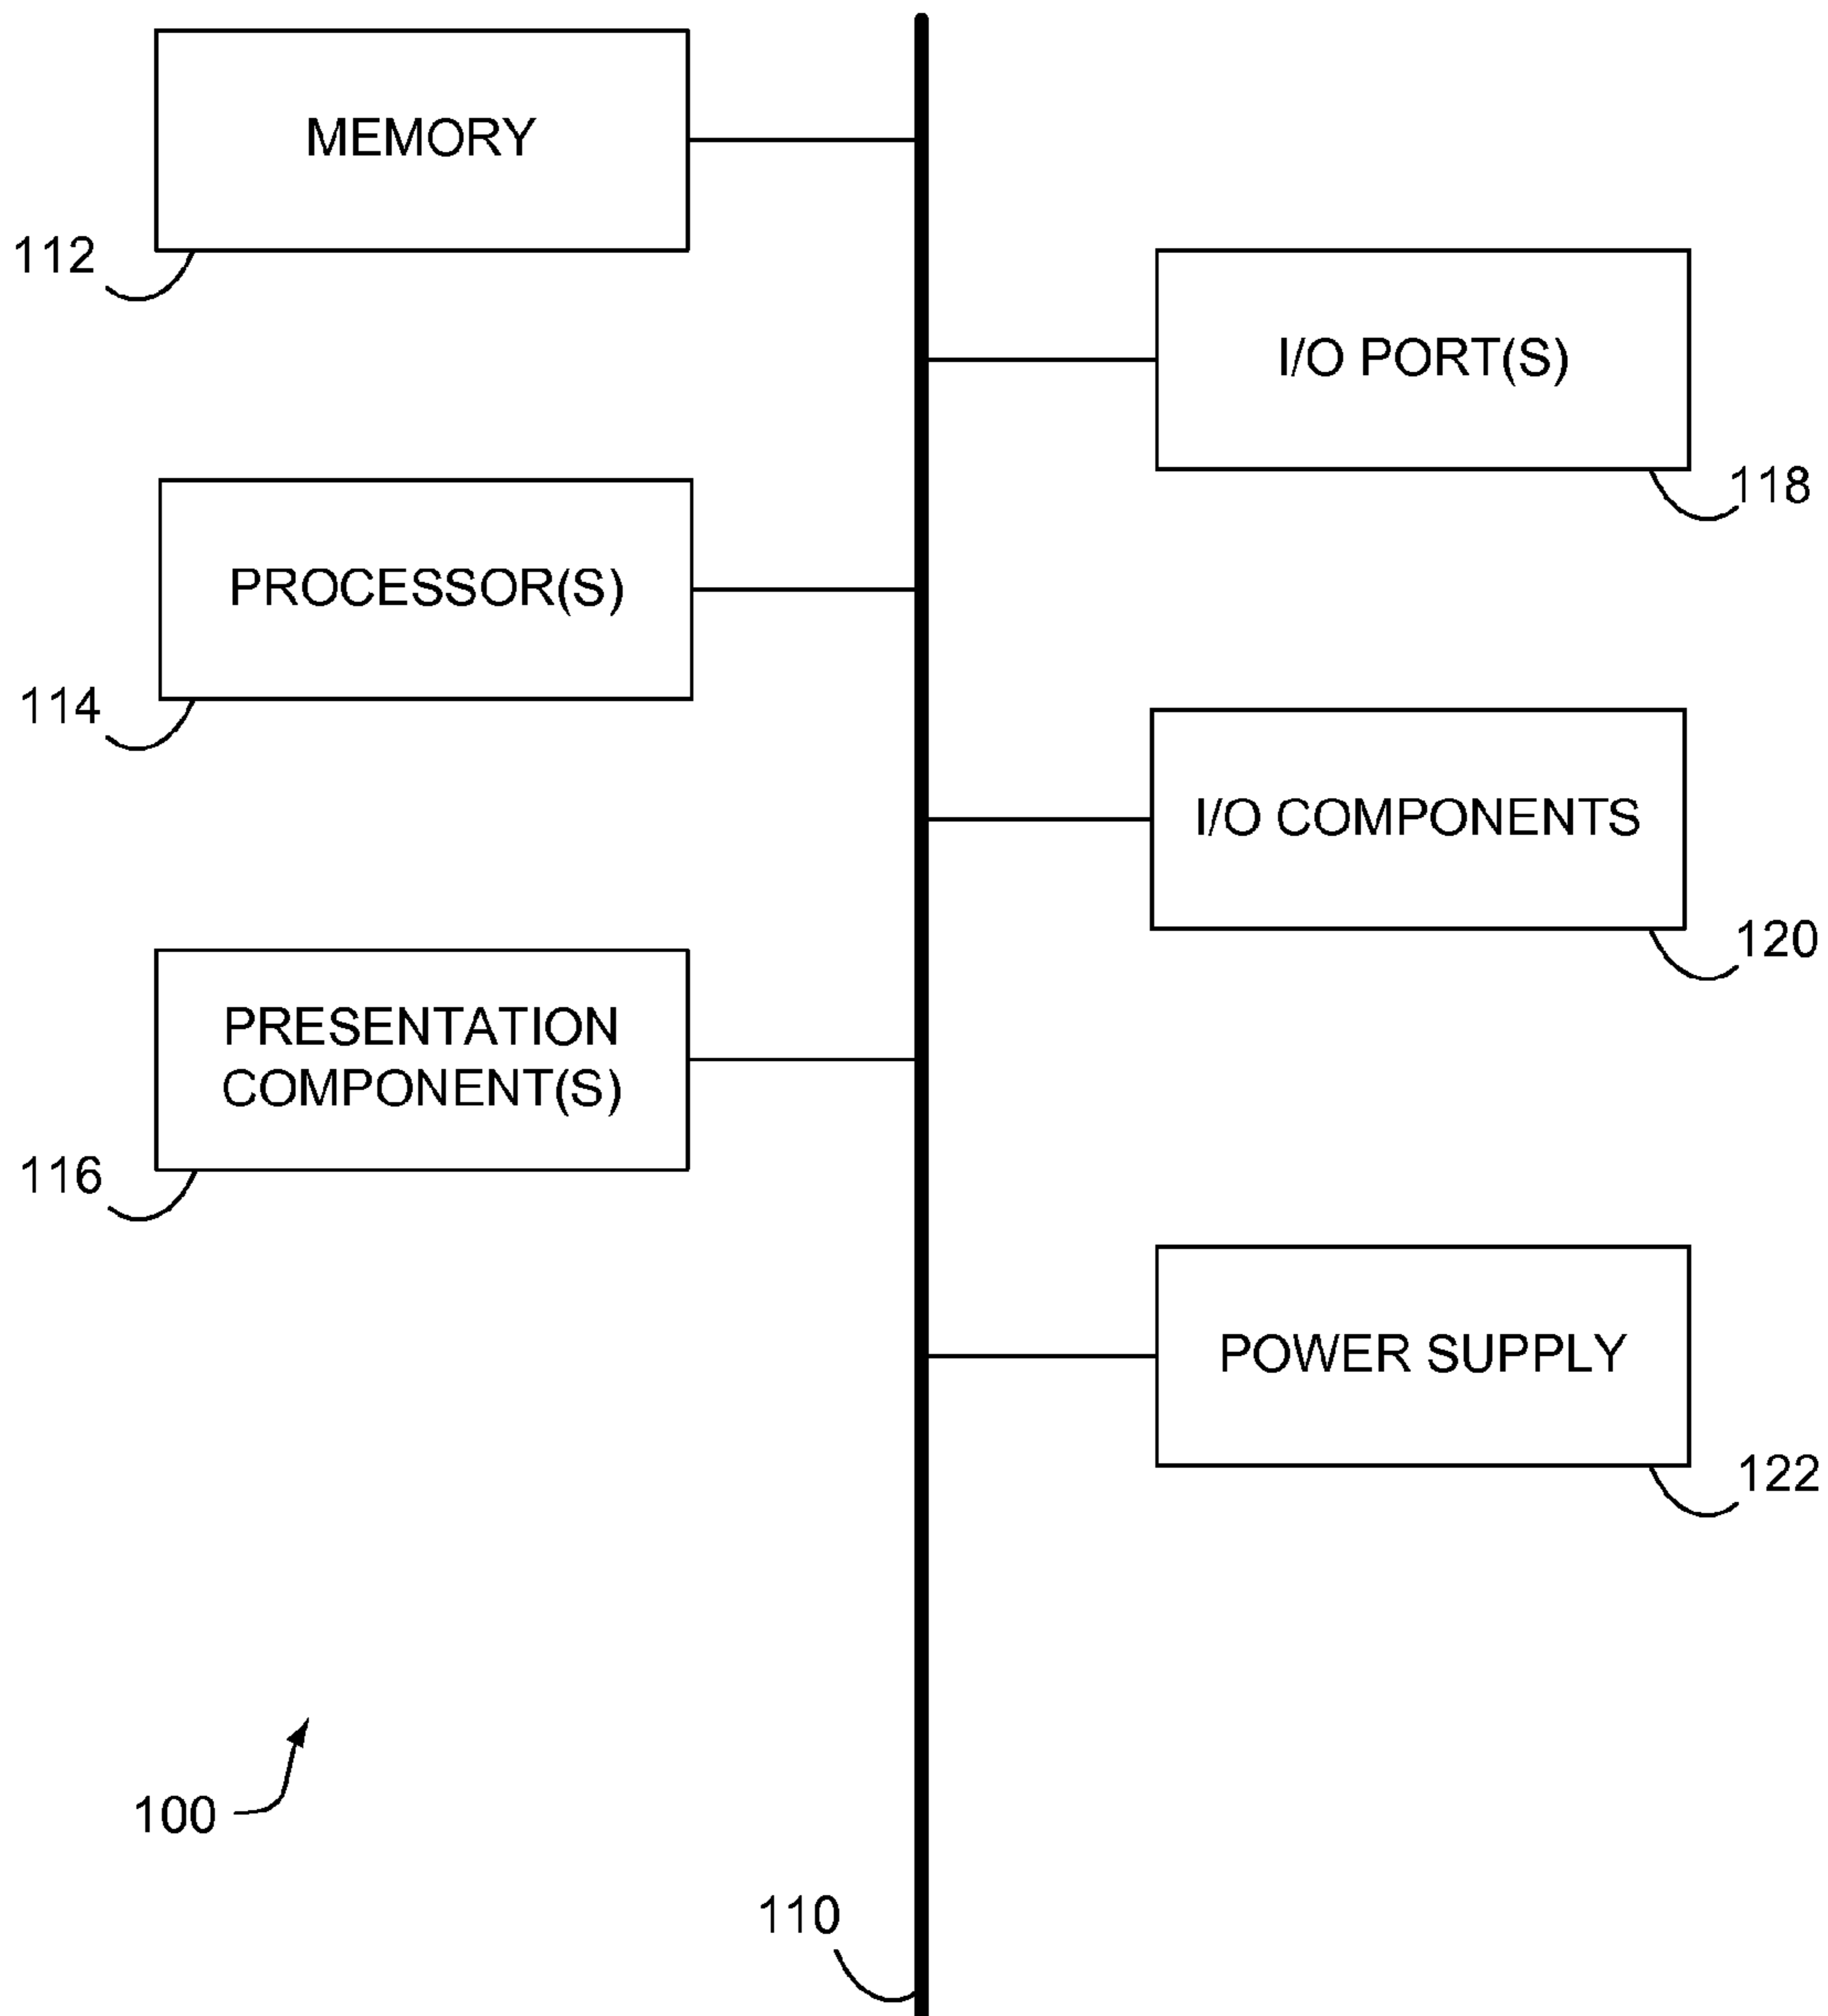 MEMORY
112
I/O PORT(S)
118
PROCESSOR(S)
114
I/O COMPONENTS
120
PRESENTATION
COMPONENT(S)
116
POWER SUPPLY
122
100
110